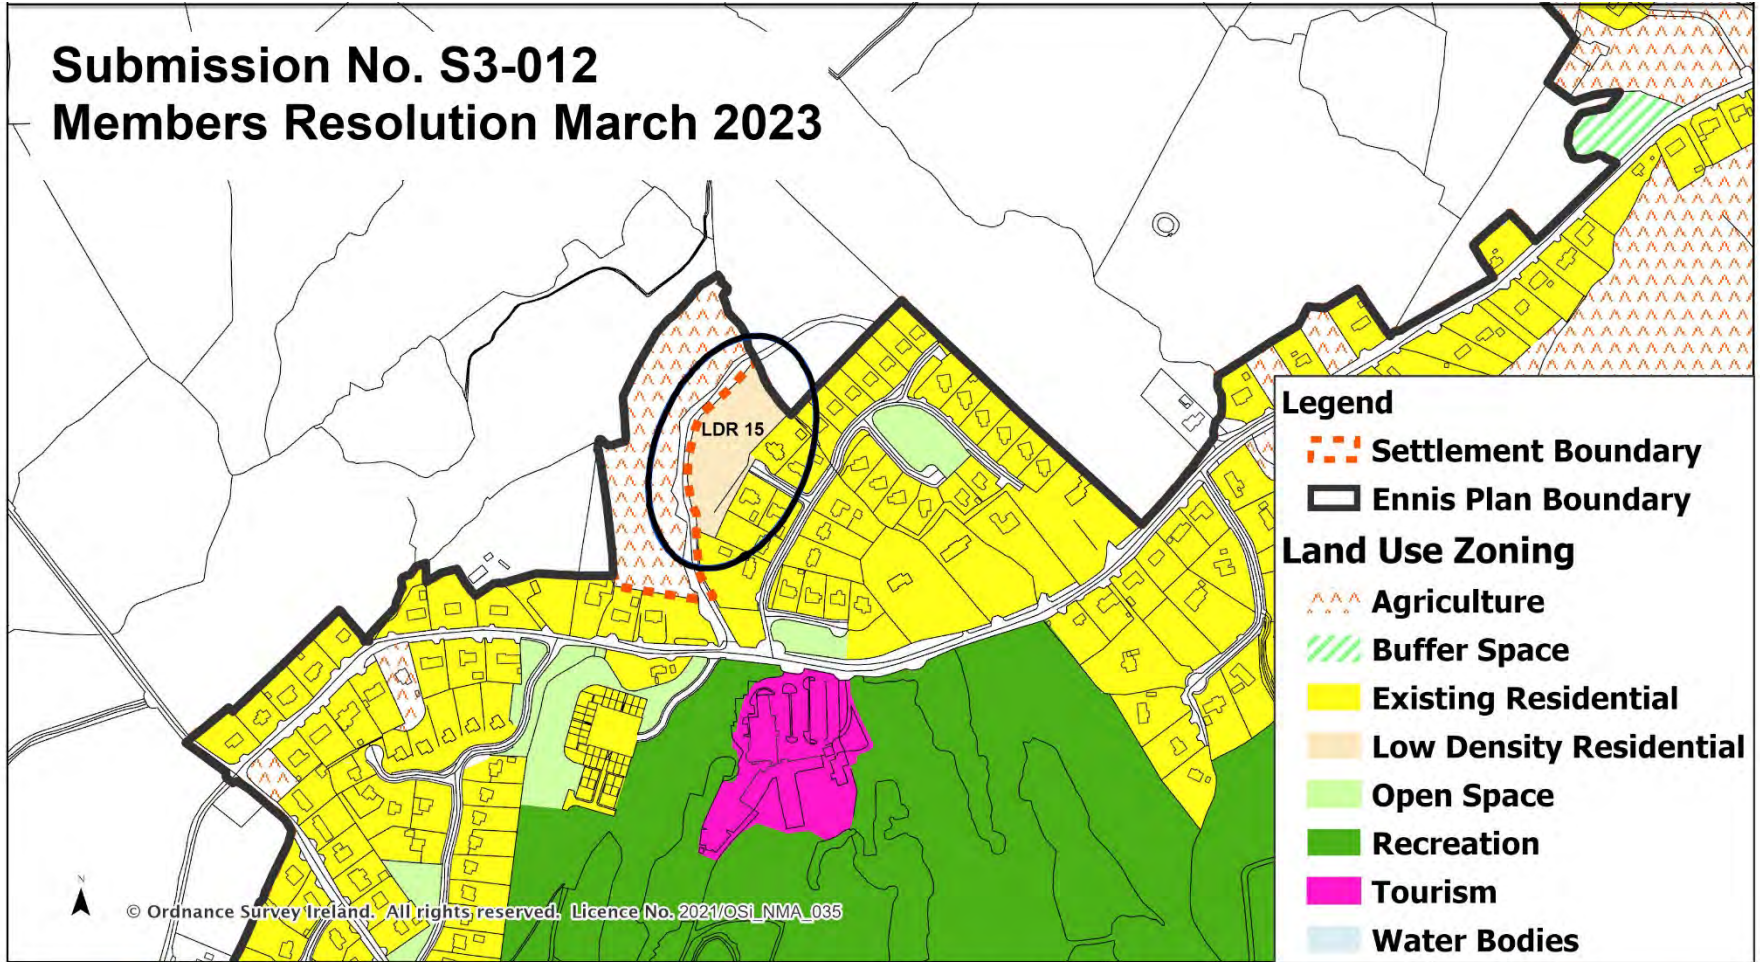 Submission No. S3-012
Members Resolution March 2023
LDR 15
Legend
Settlement Boundary
Ennis Plan Boundary
Land Use Zoning
Agriculture
Buffer Space
Existing Residential
Low Density Residential
Open Space
Recreation
Tourism
Water Bodies
N
© Ordnance Survey Ireland. All rights reserved. Licence No. 2021/OSi_NMA_035